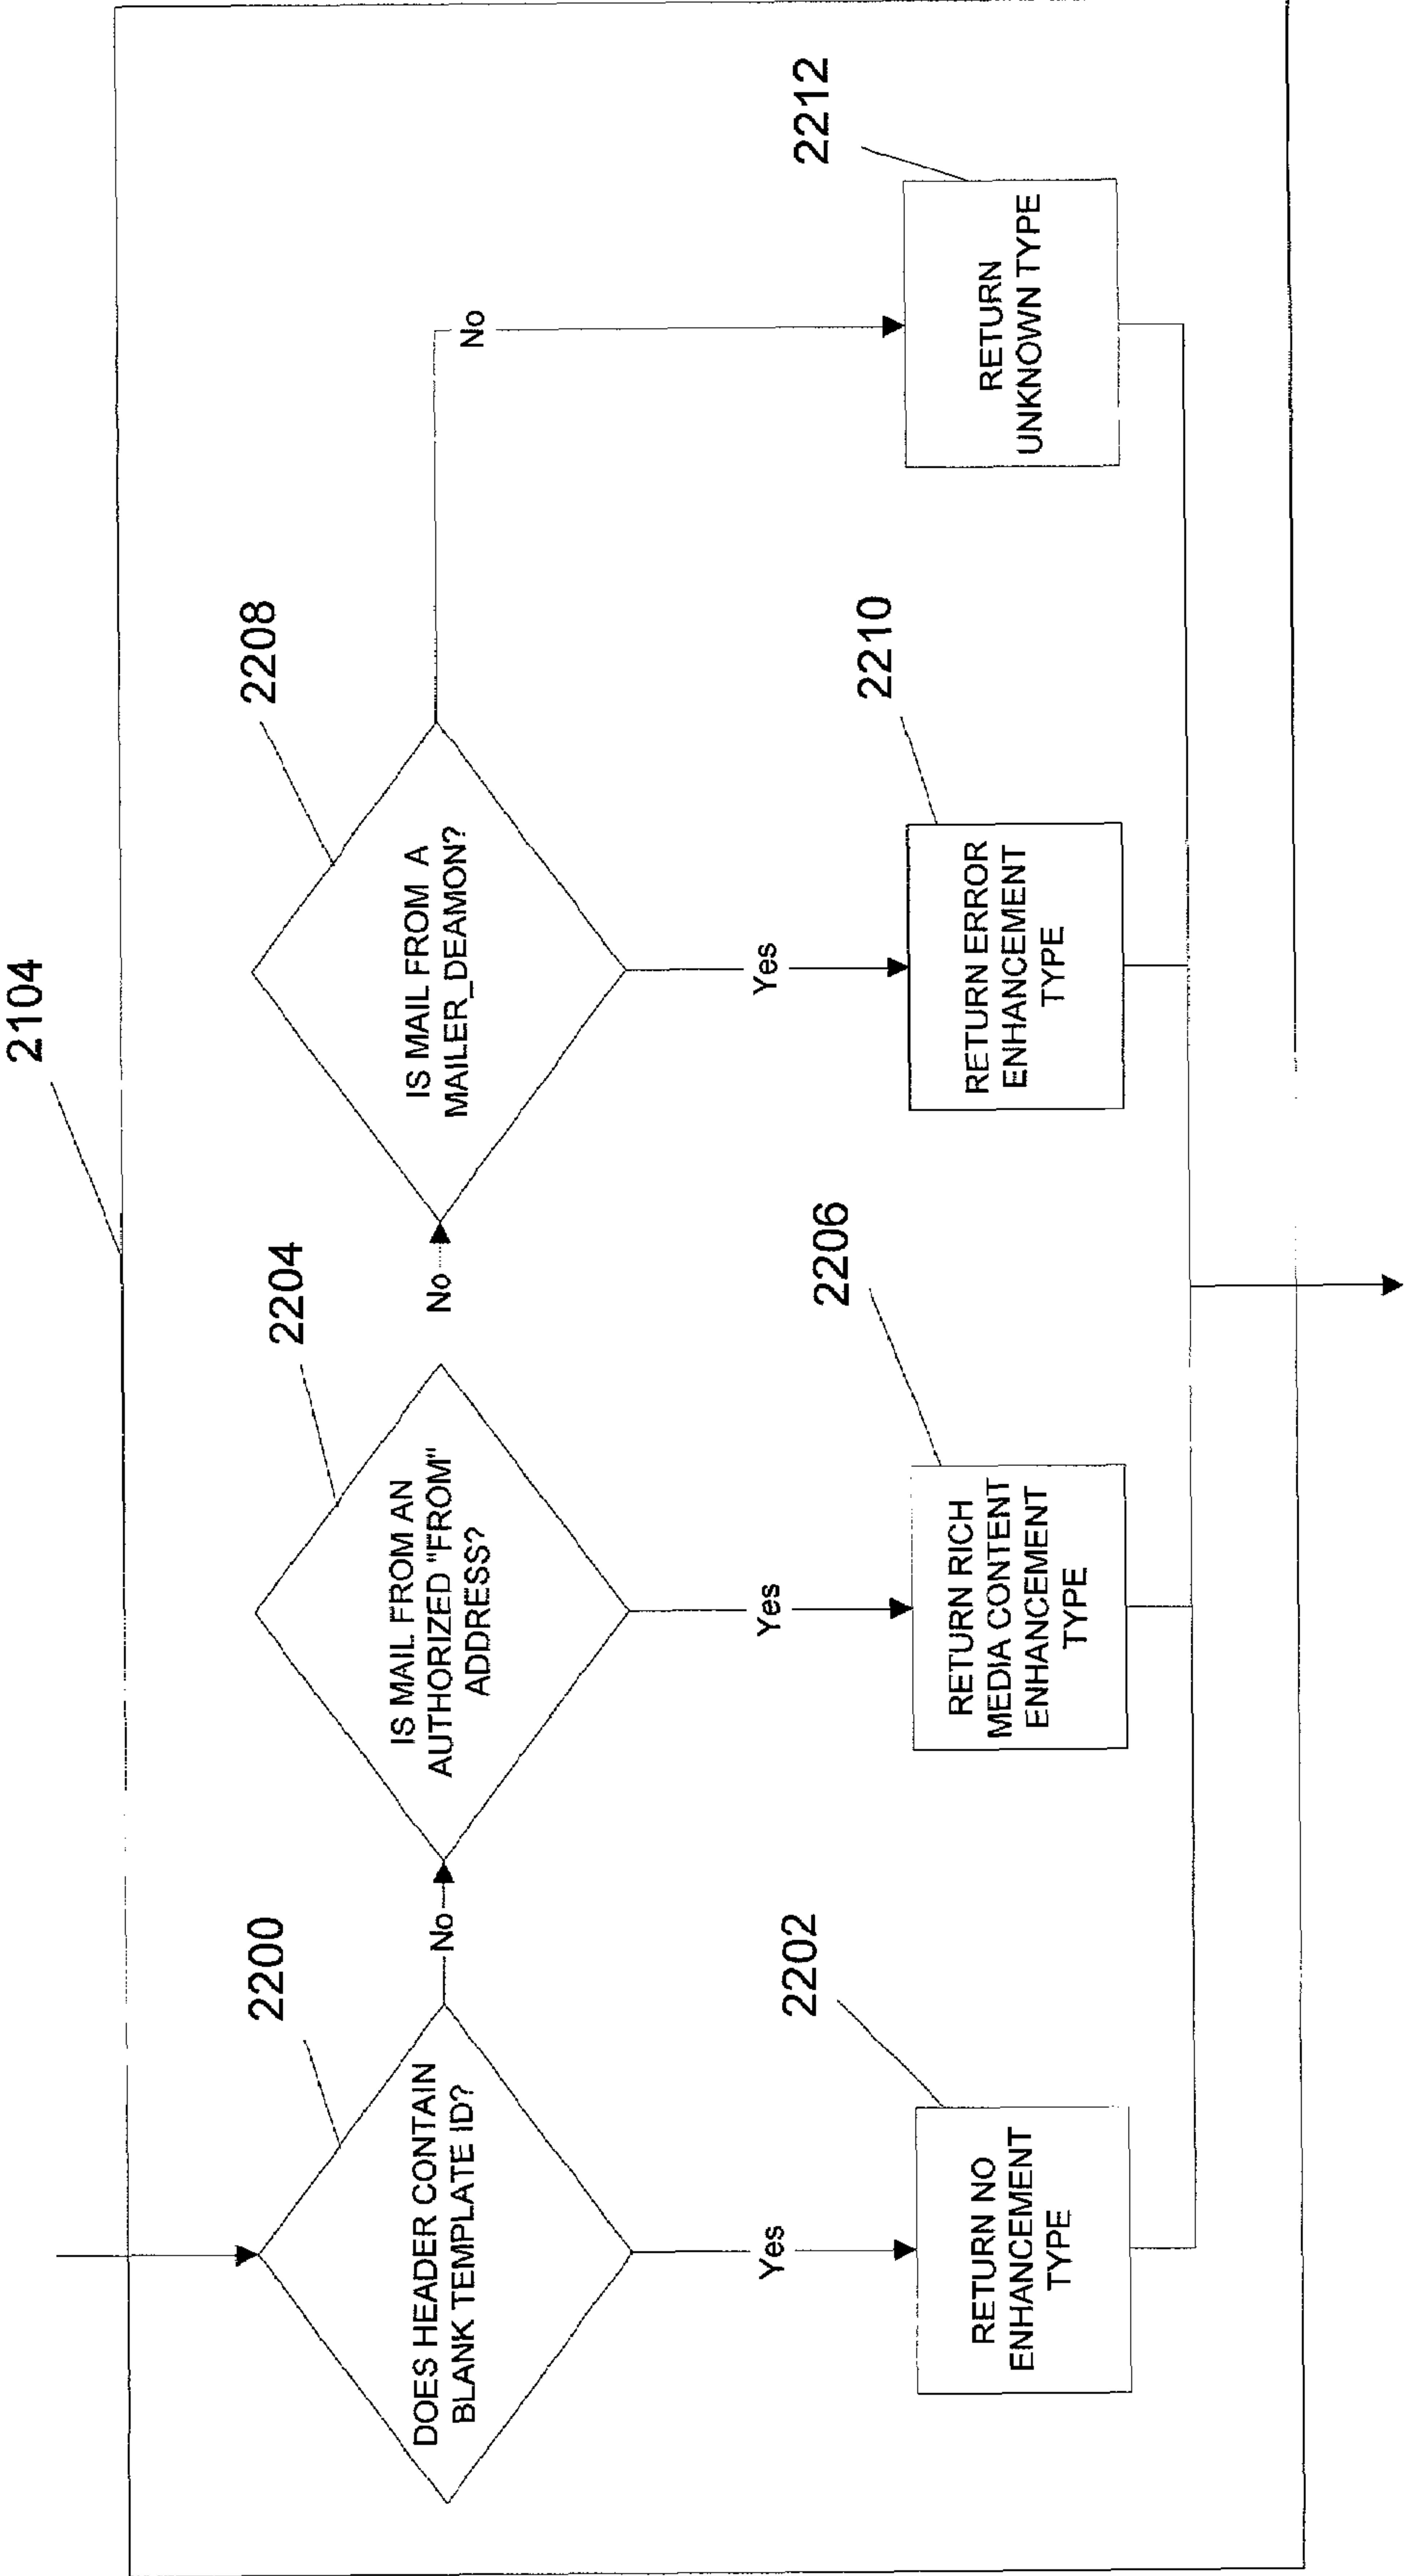 2104
2200
DOES HEADER CONTAIN
BLANK TEMPLATE ID?
No
Yes
2202
RETURN NO
ENHANCEMENT
TYPE
2204
IS MAIL FROM AN
AUTHORIZED "FROM"
ADDRESS?
No
Yes
2206
RETURN RICH
MEDIA CONTENT
ENHANCEMENT
TYPE
2208
IS MAIL FROM A
MAILER_DEAMON?
No
Yes
2210
RETURN ERROR
ENHANCEMENT
TYPE
2212
RETURN
UNKNOWN TYPE